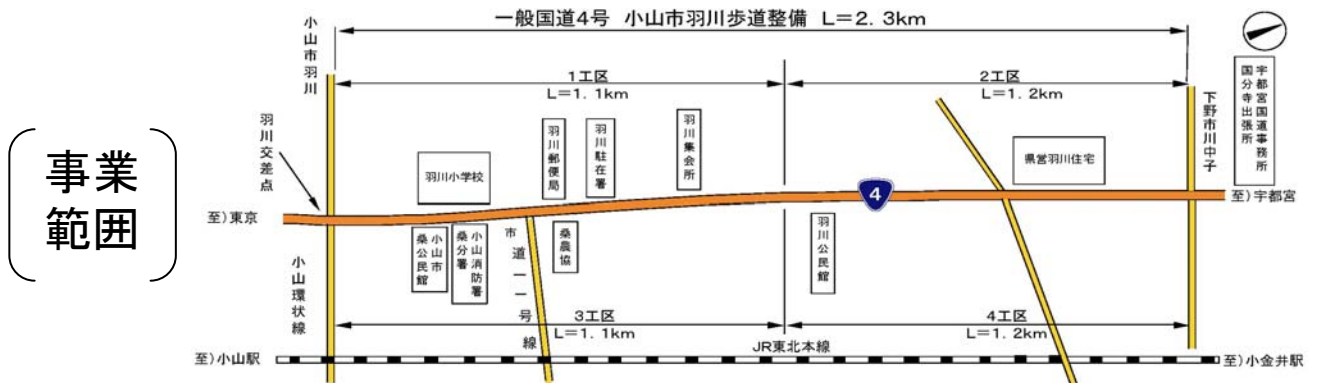 一般国道4号 小山市羽川歩道整備 L=2.3km
小山市羽川
1工区
L=1.1km
2工区
L=1.2km
宇都宮国道事務所
国分寺出張所
下野市川中子
羽川交差点
事業
範囲
羽川小学校
羽川郵便局
羽川駐在署
羽川集会所
県営羽川住宅
4
至)東京
至)宇都宮
小山市
桑公民館
小山消防署
桑分署
市道一一号線
桑農協
羽川公民館
小山環状線
3工区
L=1.1km
4工区
L=1.2km
JR東北本線
至)小山駅
至)小金井駅